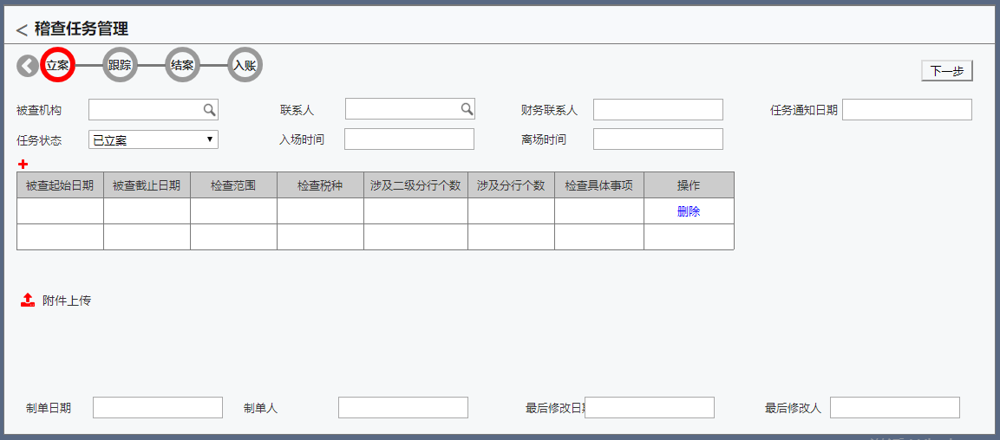 < 稽查任务管理
立案 跟踪 结案 入账
下一步
被查机构 联系人 财务联系人 任务通知日期
任务状态 已立案 入场时间 离场时间
被查起始日期 被查截止日期 检查范围 检查税种 涉及二级分行个数 涉及分行个数 检查具体事项 操作
删除
附件上传
制单日期 制单人 最后修改日期 最后修改人